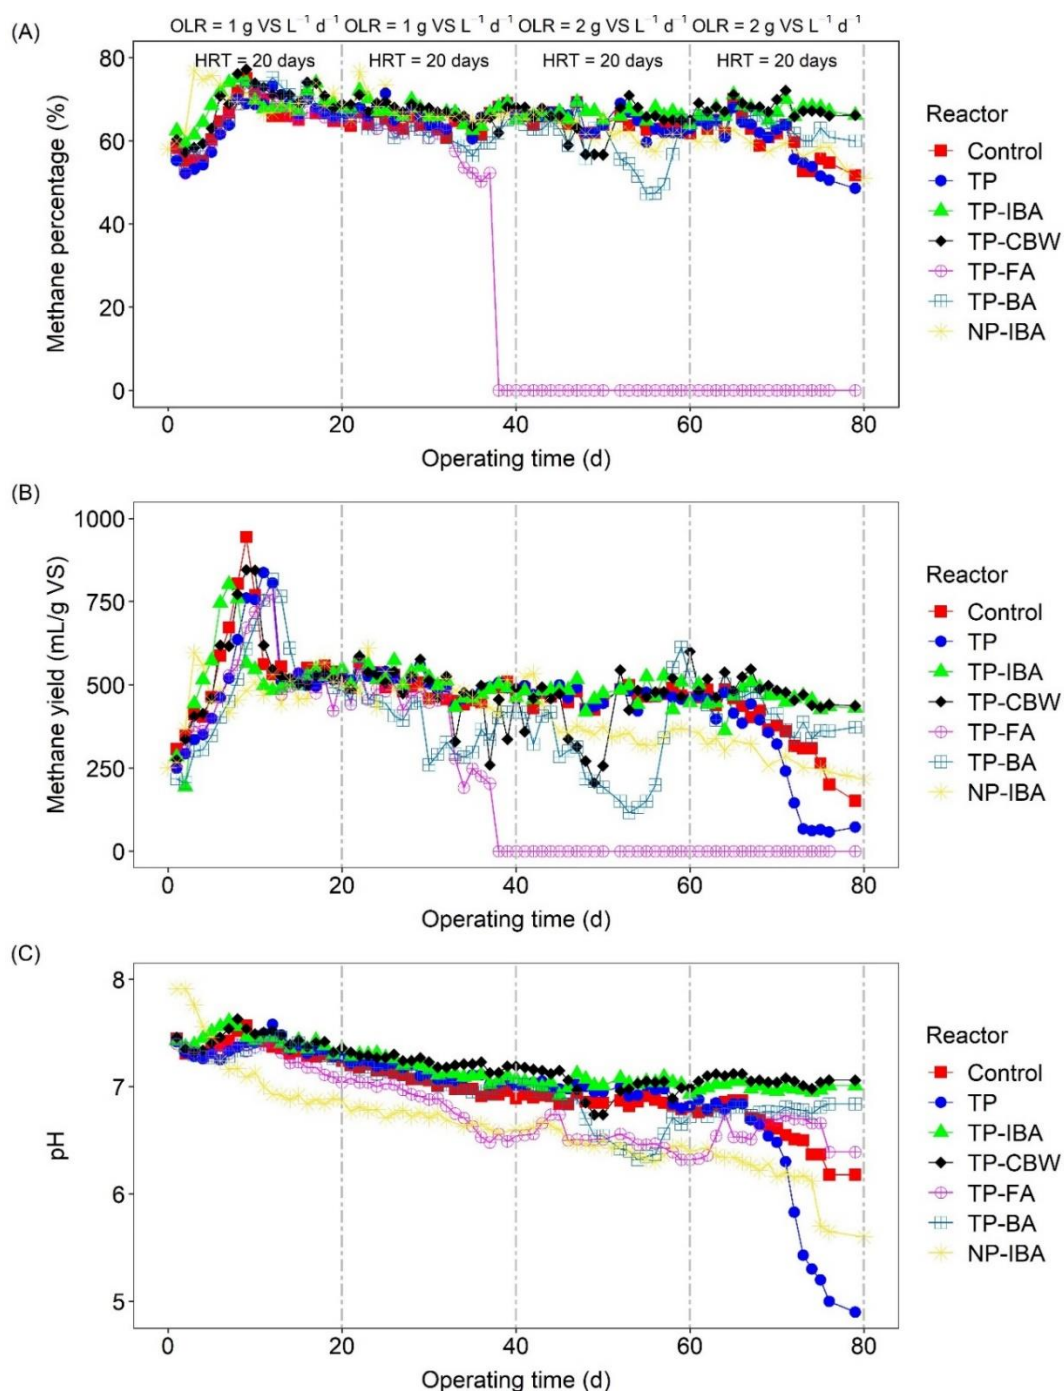 (A)
OLR = 1 g VS L⁻¹ d⁻¹ OLR = 1 g VS L⁻¹ d⁻¹ OLR = 2 g VS L⁻¹ d⁻¹ OLR = 2 g VS L⁻¹ d⁻¹
HRT = 20 days HRT = 20 days HRT = 20 days HRT = 20 days
Methane percentage (%)
80
60
40
20
0
0 20 40 60 80
Operating time (d)
Reactor
Control
TP
TP-IBA
TP-CBW
TP-FA
TP-BA
NP-IBA
(B)
Methane yield (mL/g VS)
1000
750
500
250
0
0 20 40 60 80
Operating time (d)
Reactor
Control
TP
TP-IBA
TP-CBW
TP-FA
TP-BA
NP-IBA
(C)
pH
8
7
6
5
0 20 40 60 80
Operating time (d)
Reactor
Control
TP
TP-IBA
TP-CBW
TP-FA
TP-BA
NP-IBA